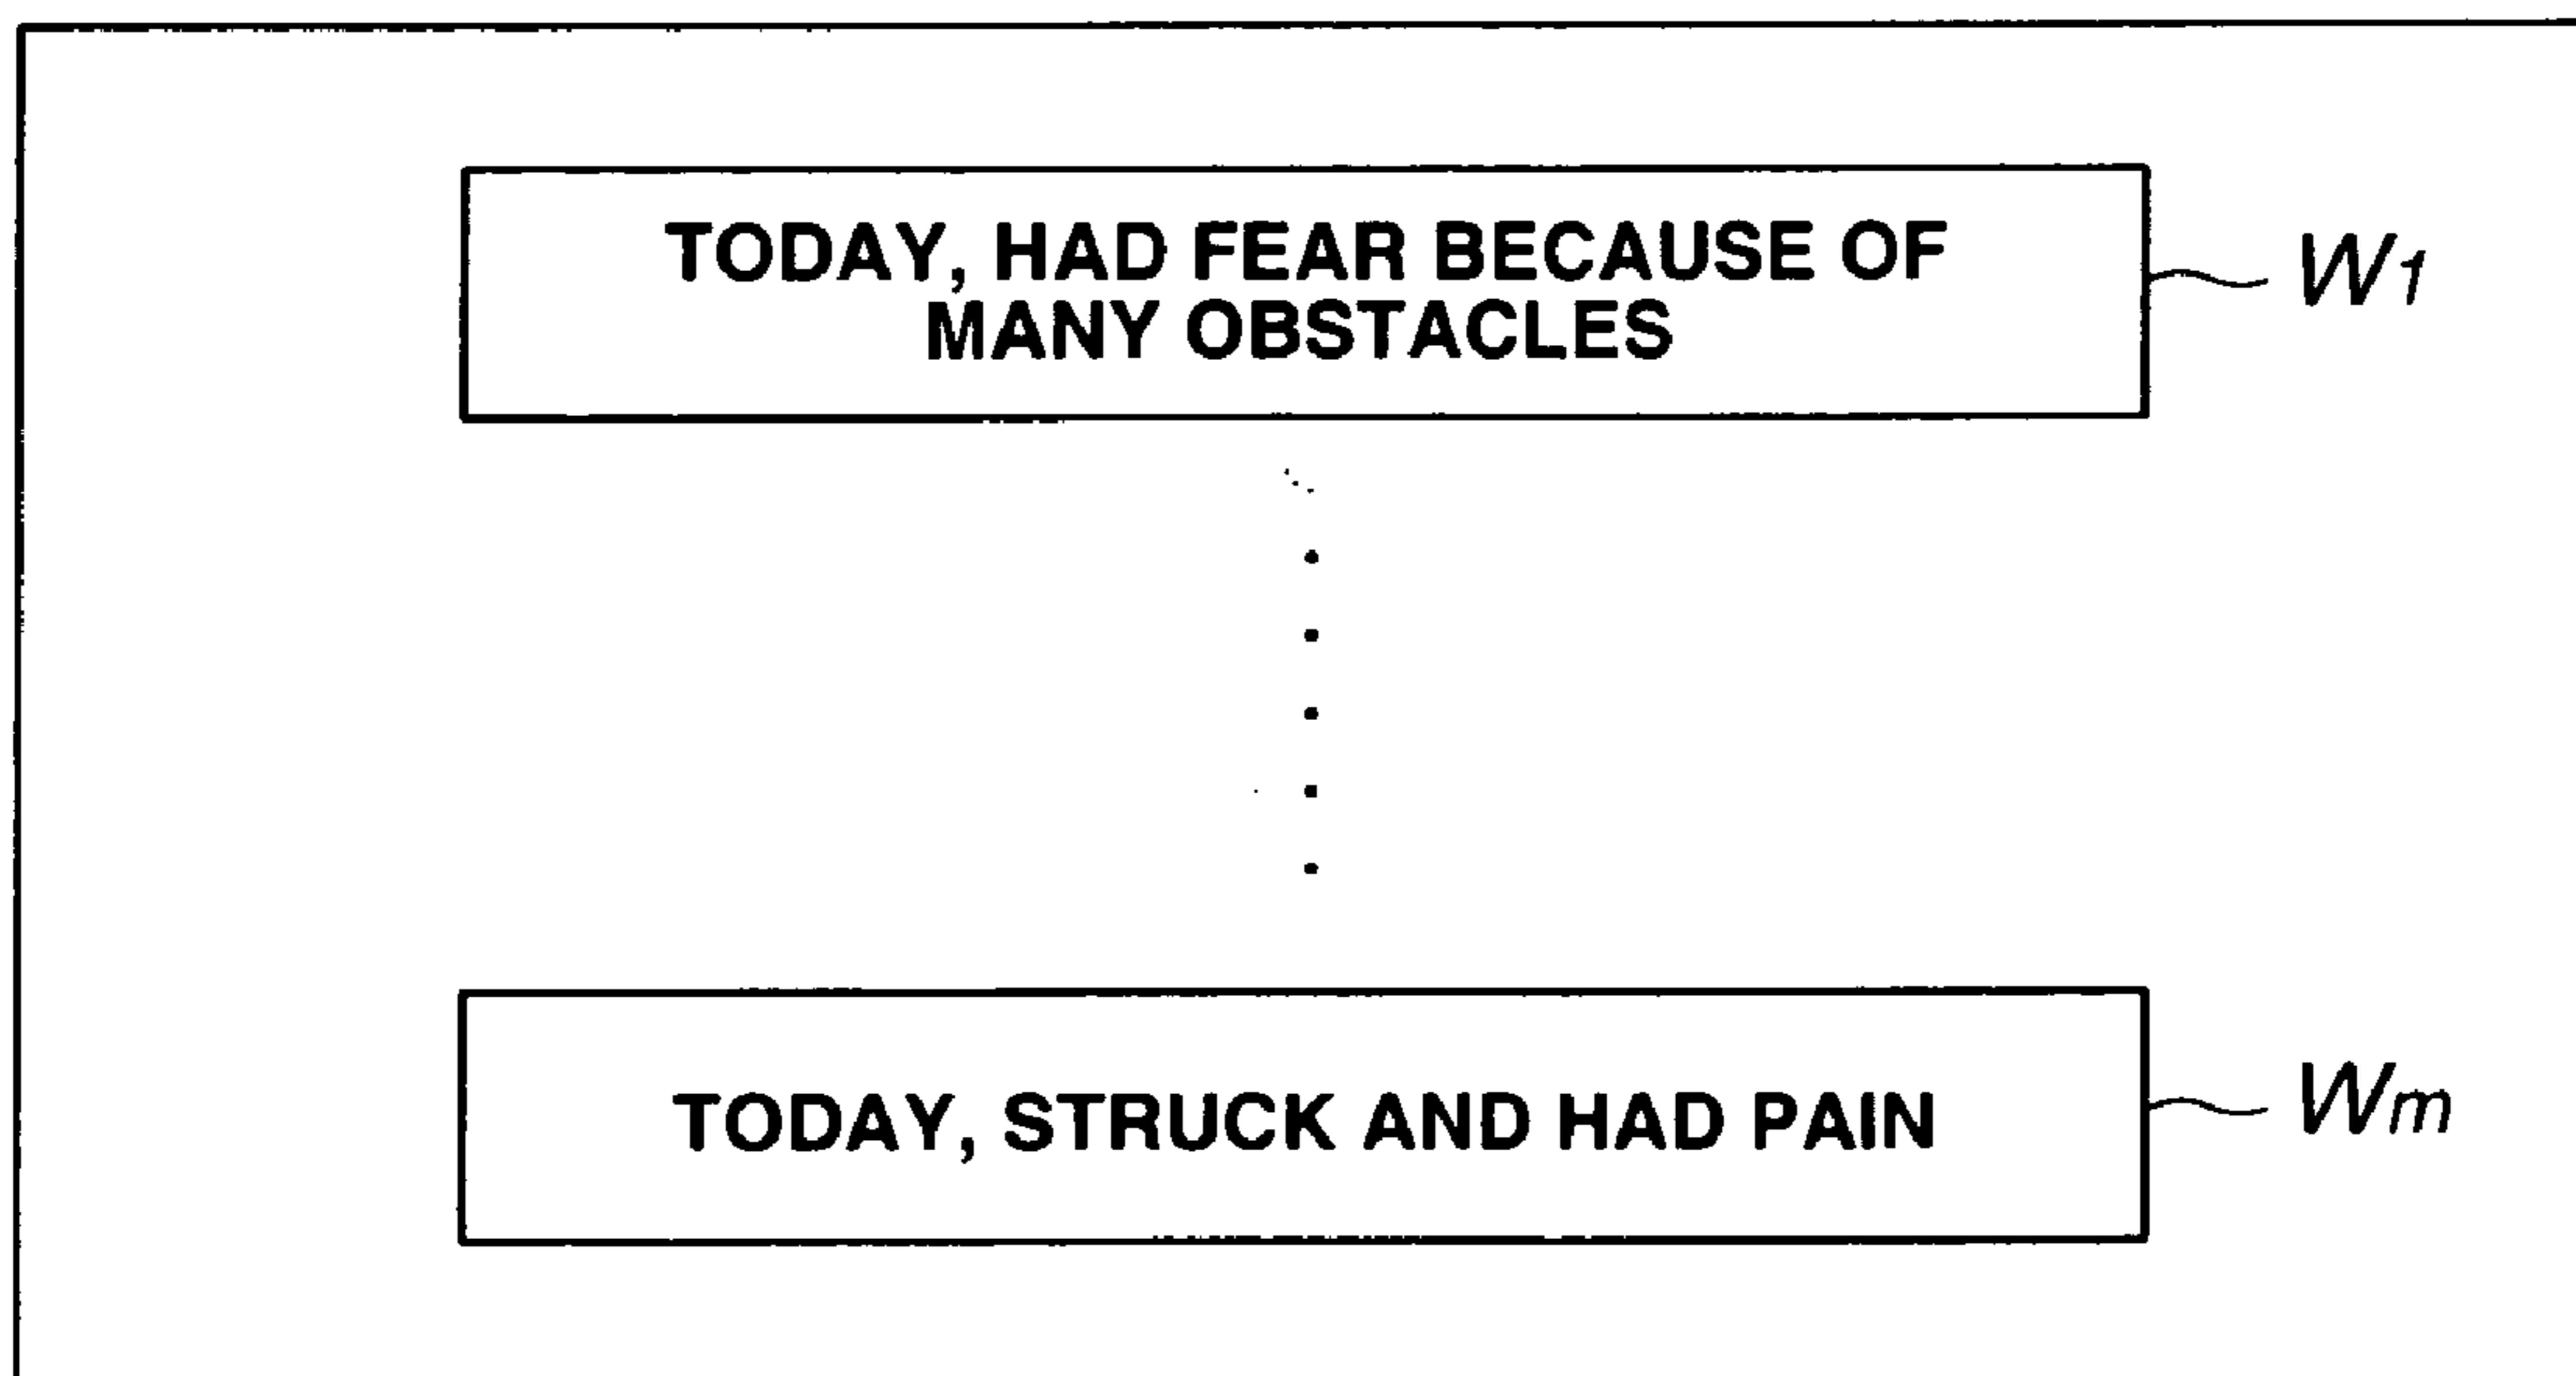 TODAY, HAD FEAR BECAUSE OF
MANY OBSTACLES
W1
TODAY, STRUCK AND HAD PAIN
Wm